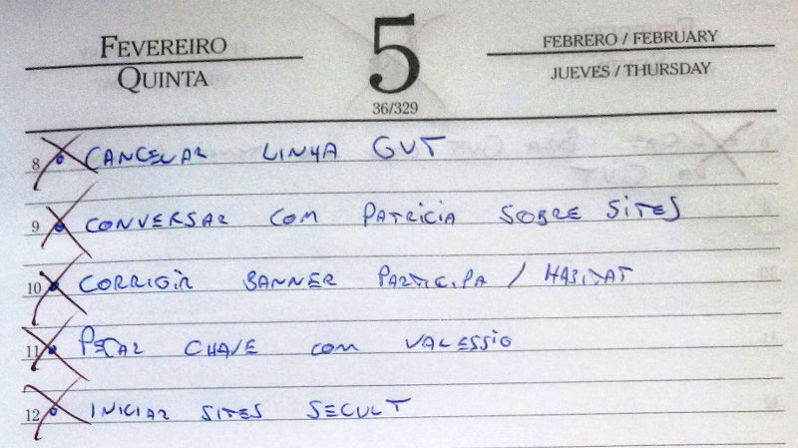 FEVEREIRO
QUINTA
5
36/329
FEBRERO / FEBRUARY
JUEVES / THURSDAY
8 CANCELAR LINHA GVT
9 CONVERSAR COM PATRICIA SOBRE SITES
10 CORRIGIR BANNER PARTICIPA / HABITAT
11 PEGAR CHAVE COM VALESSIO
12 INICIAR SITES SECULT